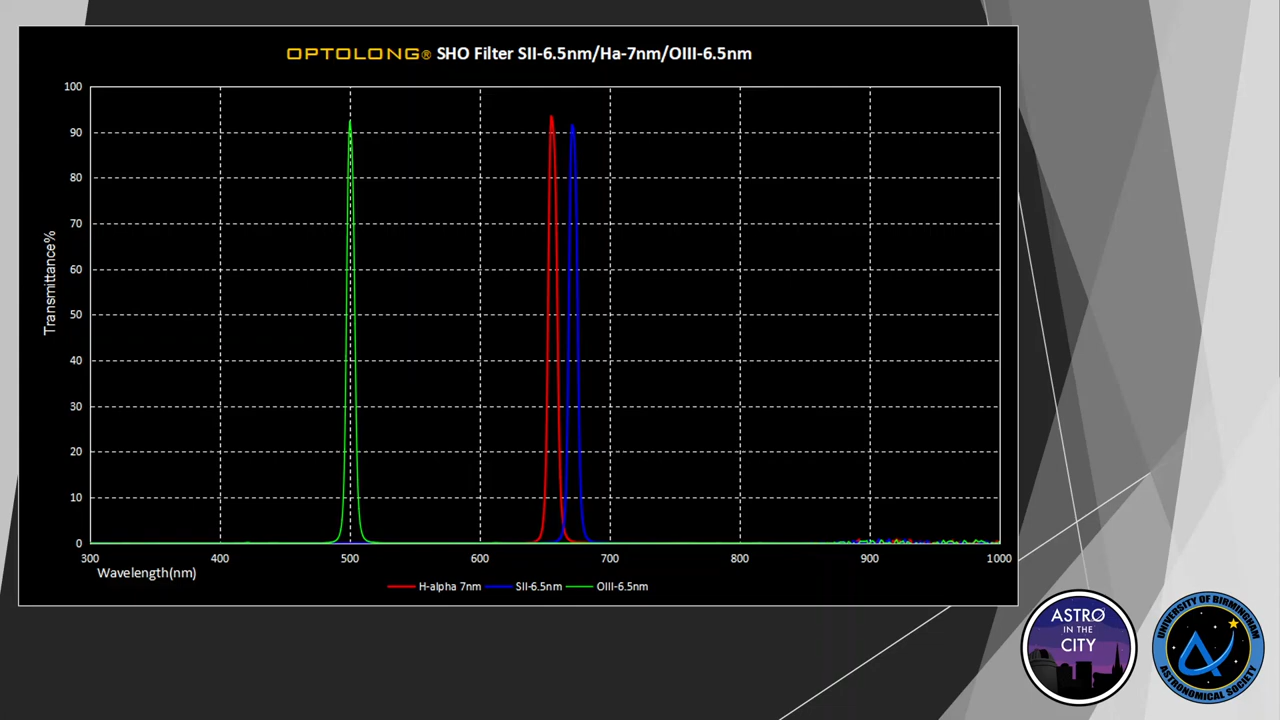 OPTOLONG® SHO Filter SII-6.5nm/Ha-7nm/OIII-6.5nm
100
90
80
70
60
50
40
30
20
10
0
Transmittance%
300 400 500 600 700 800 900 1000
Wavelength(nm)
H-alpha 7nm SII-6.5nm OIII-6.5nm
ASTRO
IN THE
CITY
UNIVERSITY OF BIRMINGHAM
ASTRONOMICAL SOCIETY